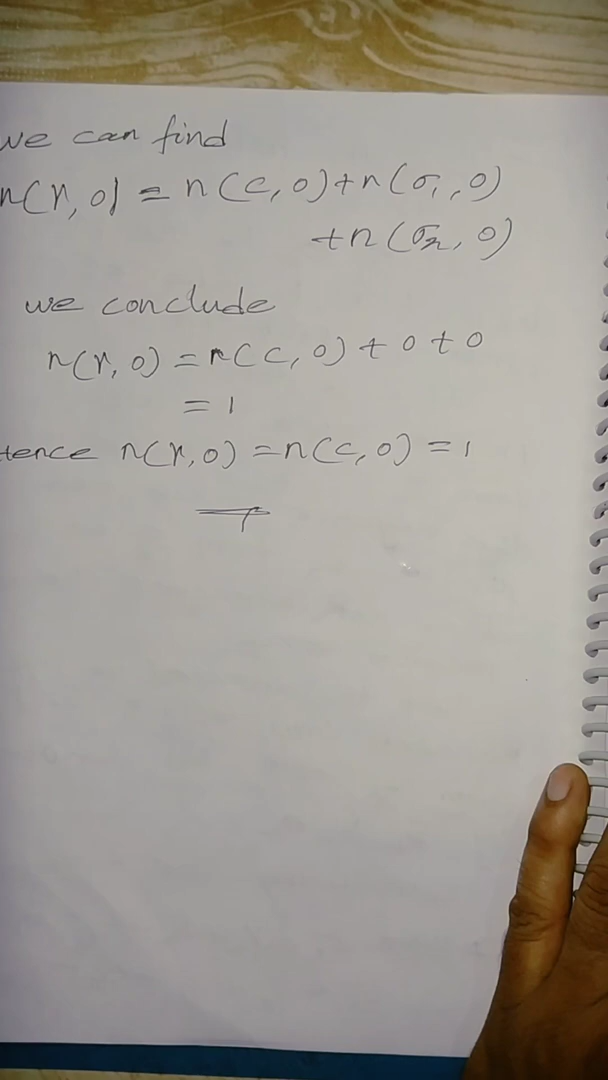 we can find
n(r, 0) = n(c, 0) + n(σ₁, 0)
+ n(σ₂, 0)
we conclude
n(r, 0) = n(c, 0) + 0 + 0
= 1
tence n(r, 0) = n(c, 0) = 1